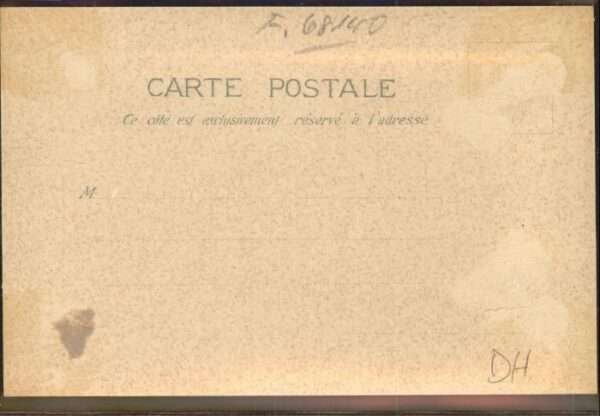 F. 68140
CARTE POSTALE
Ce côté est exclusivement réservé à l'adresse
M
DH